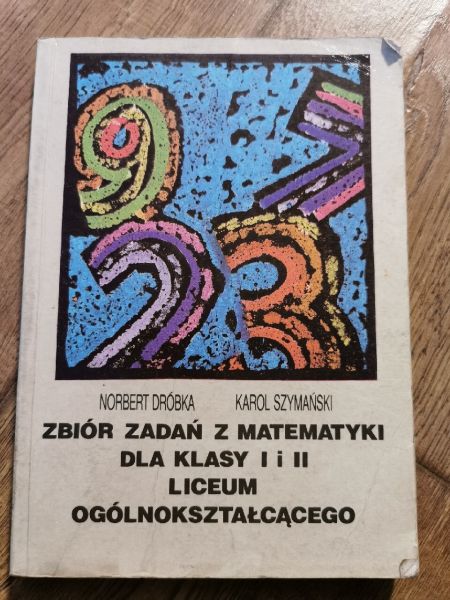 NORBERT DRÓBKA KAROL SZYMAŃSKI
ZBIÓR ZADAŃ Z MATEMATYKI
DLA KLASY I i II
LICEUM
OGÓLNOKSZTAŁCĄCEGO